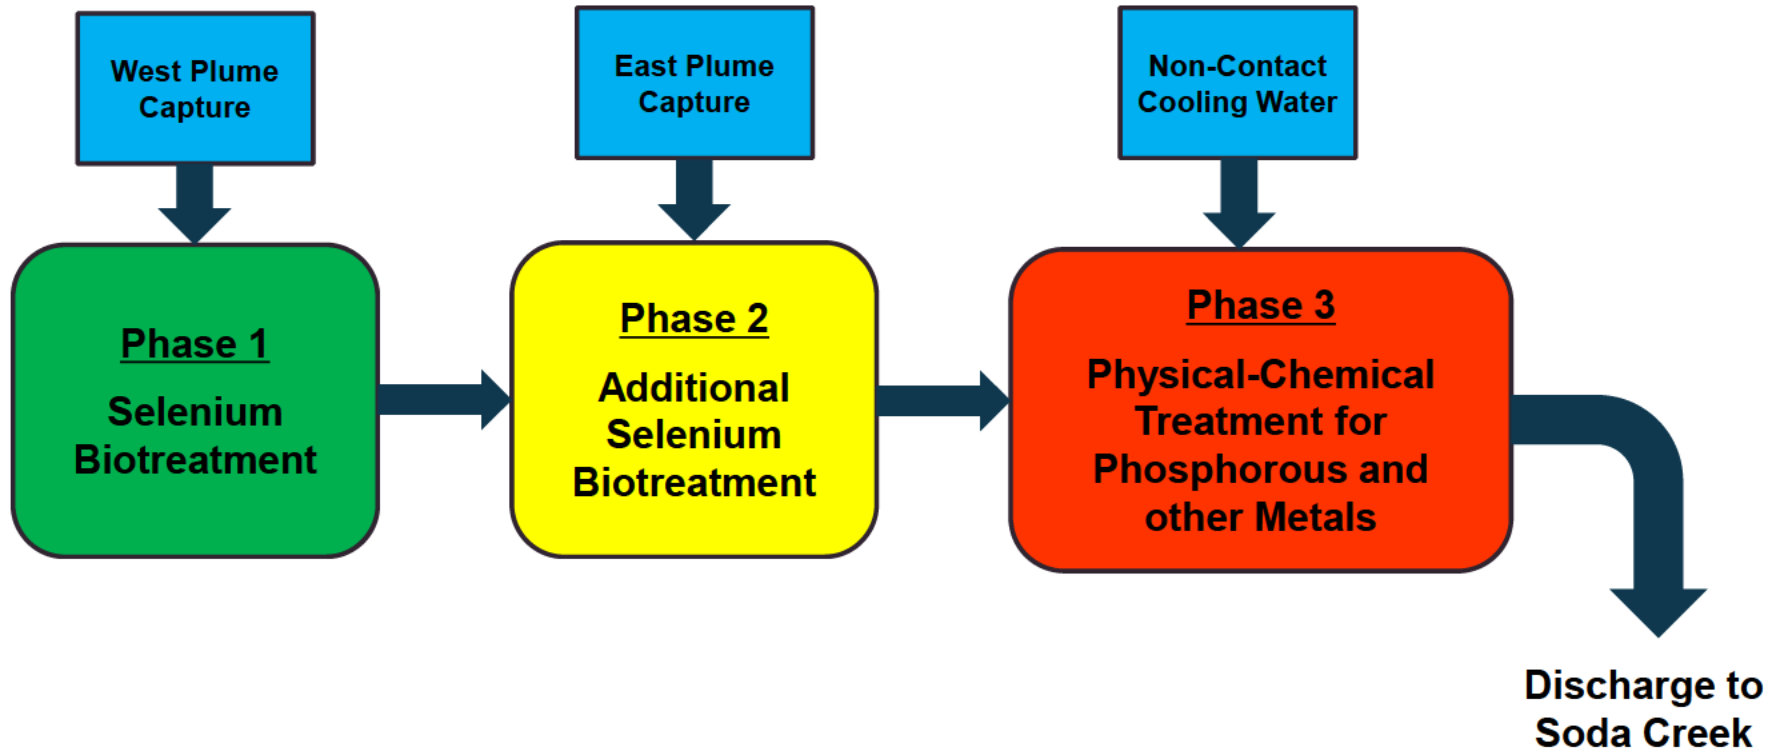 West Plume
Capture
East Plume
Capture
Non-Contact
Cooling Water
Phase 1
Selenium
Biotreatment
Phase 2
Additional
Selenium
Biotreatment
Phase 3
Physical-Chemical
Treatment for
Phosphorous and
other Metals
Discharge to
Soda Creek